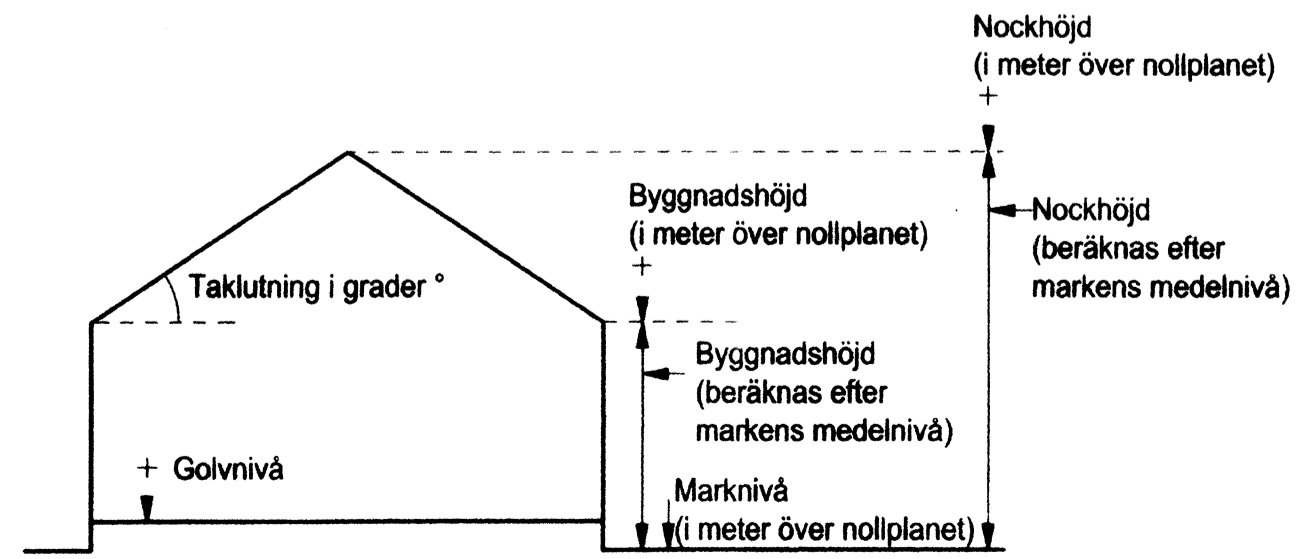 Nockhöjd
(i meter över nollplanet)
+
Byggnadshöjd
(i meter över nollplanet)
+
Nockhöjd
(beräknas efter
markens medelnivå)
Taklutning i grader °
Byggnadshöjd
(beräknas efter
markens medelnivå)
+ Golvnivå
Marknivå
(i meter över nollplanet)